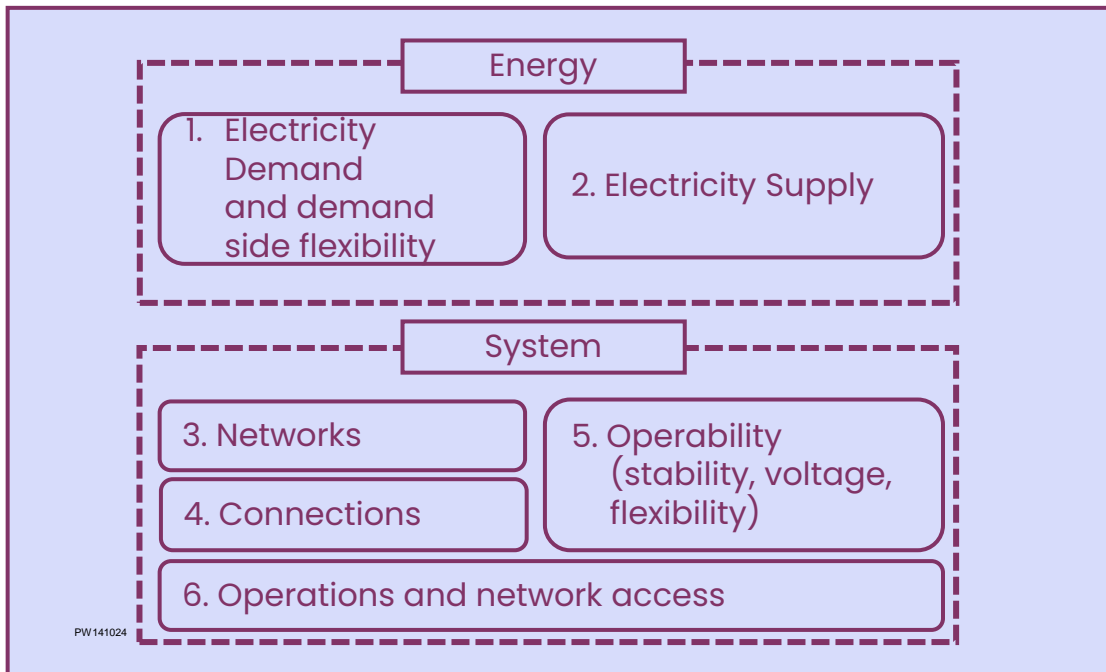 Energy
1. Electricity
Demand
and demand
side flexibility
2. Electricity Supply
System
3. Networks
4. Connections
5. Operability
(stability, voltage,
flexibility)
6. Operations and network access
PW141024